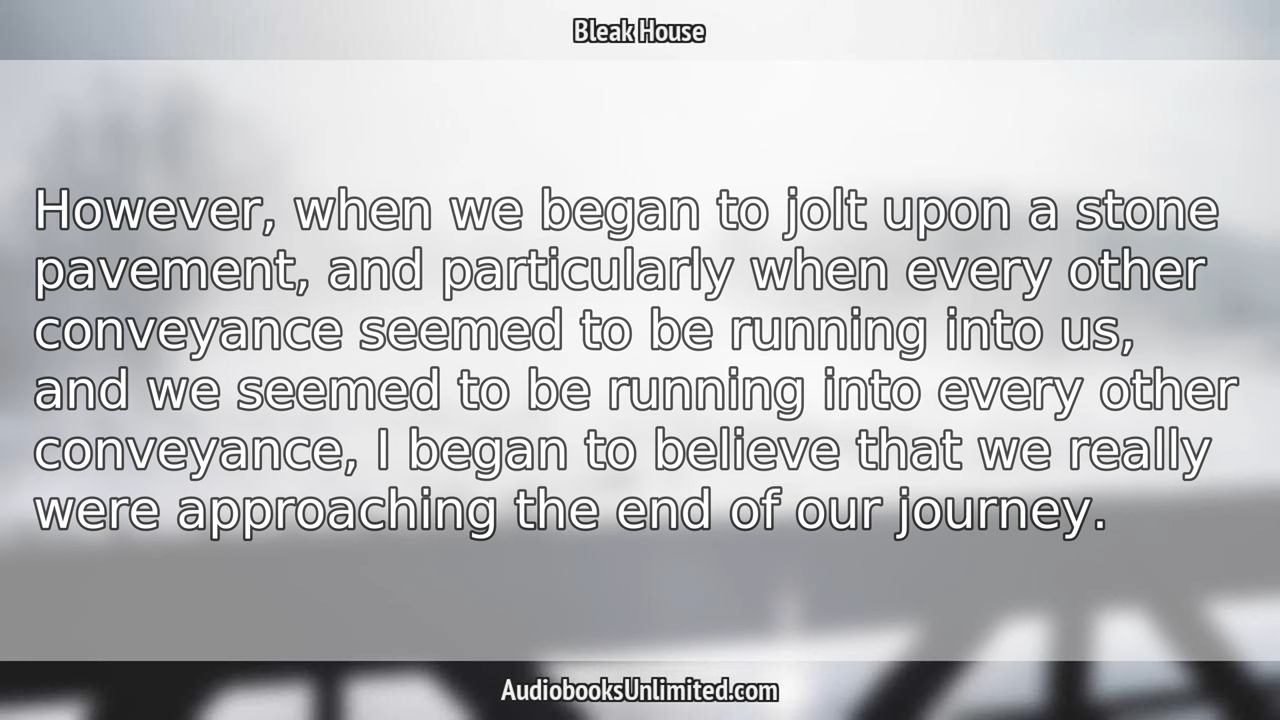 Bleak House
However, when we began to jolt upon a stone
pavement, and particularly when every other
conveyance seemed to be running into us,
and we seemed to be running into every other
conveyance, I began to believe that we really
were approaching the end of our journey.
AudiobooksUnlimited.com